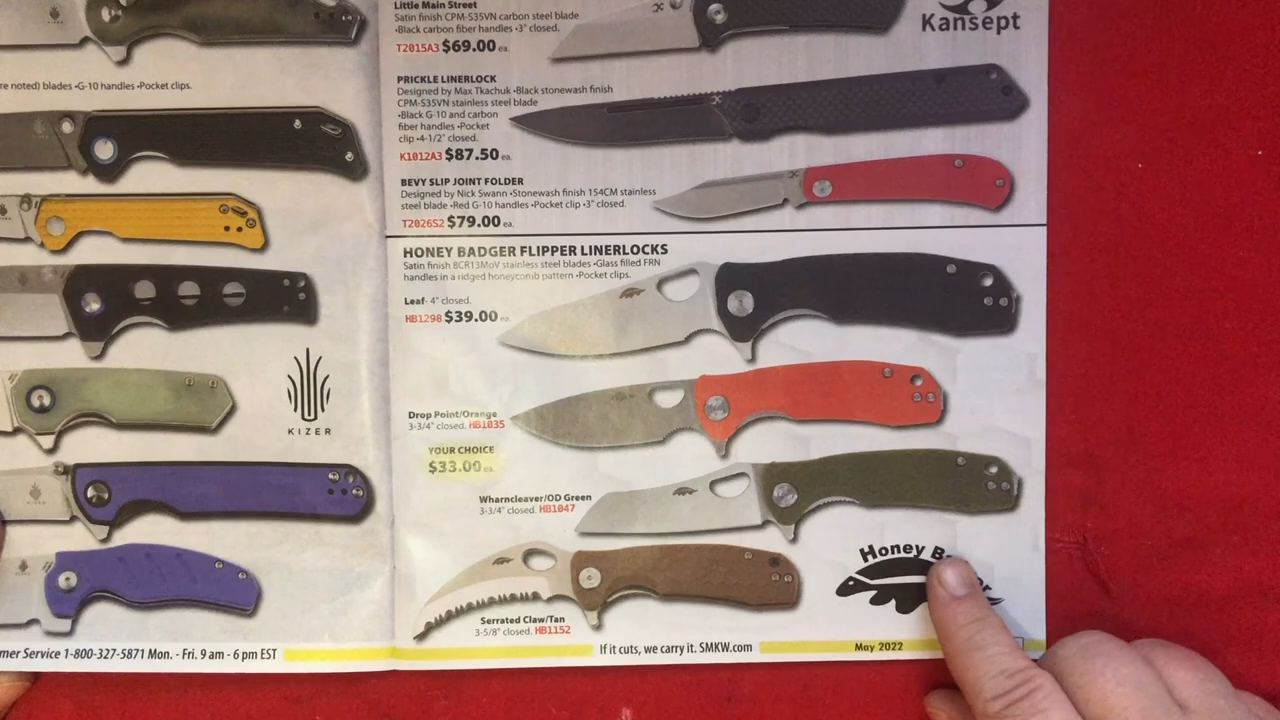 re noted) blades •G-10 handles •Pocket clips.
KIZER
mer Service 1-800-327-5871 Mon. - Fri. 9 am - 6 pm EST
Little Main Street
Satin finish CPM-S35VN carbon steel blade
•Black carbon fiber handles •3" closed.
T2015A3 $69.00 ea.
Kansept
PRICKLE LINERLOCK
Designed by Max Tkachuk •Black stonewash finish
CPM-S35VN stainless steel blade
•Black G-10 and carbon
fiber handles •Pocket
clip •4-1/2" closed.
K1012A3 $87.50 ea.
BEVY SLIP JOINT FOLDER
Designed by Nick Swann •Stonewash finish 154CM stainless
steel blade •Red G-10 handles •Pocket clip •3" closed.
T2026S2 $79.00 ea.
HONEY BADGER FLIPPER LINERLOCKS
Satin finish 8CR13MoV stainless steel blades •Glass filled FRN
handles in a ridged honeycomb pattern •Pocket clips.
Leaf- 4" closed.
HB1298 $39.00 ea.
Drop Point/Orange
3-3/4" closed. HB1035
YOUR CHOICE
$33.00 ea.
Wharncleaver/OD Green
3-3/4" closed. HB1047
Serrated Claw/Tan
3-5/8" closed. HB1152
Honey B er
If it cuts, we carry it. SMKW.com
May 2022